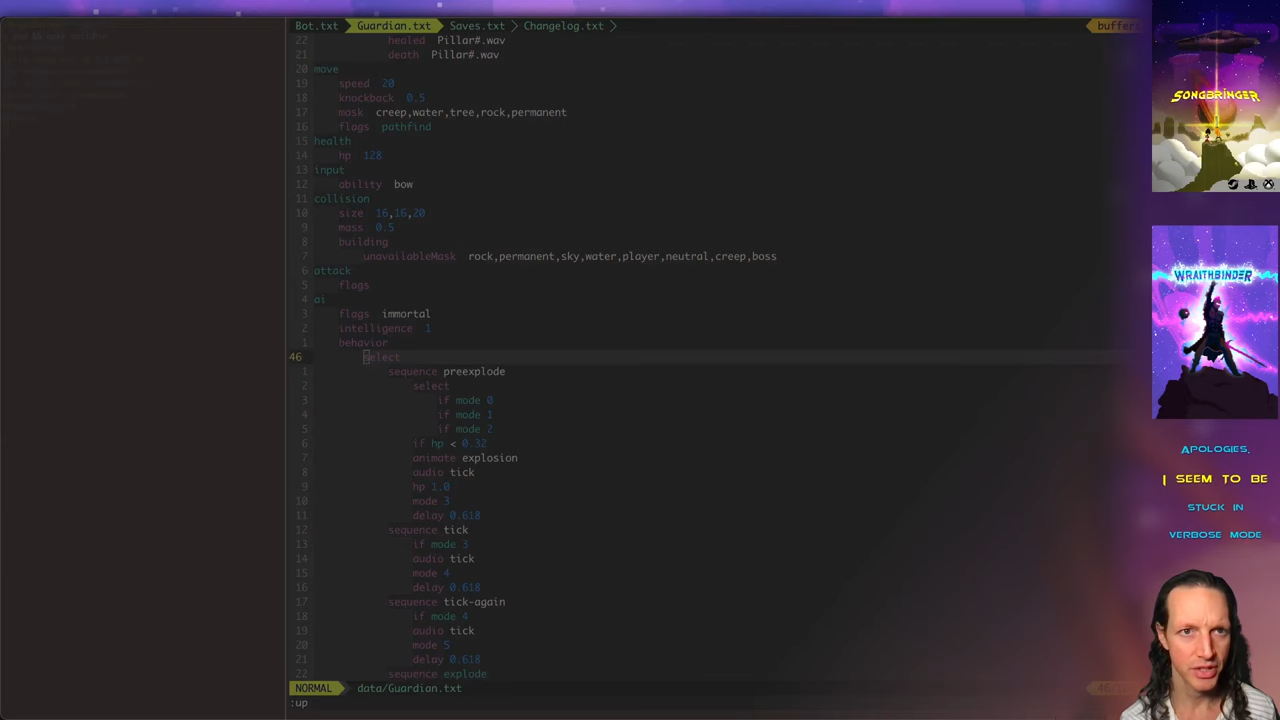 Bot.txt Guardian.txt Saves.txt Changelog.txt buffers
22 healed Pillar#.wav
21 death Pillar#.wav
20 move
19 speed 20
18 knockback 0.5
17 mask creep,water,tree,rock,permanent
16 flags pathfind
15 health
14 hp 128
13 input
12 ability bow
11 collision
10 size 16,16,20
9 mass 0.5
8 building
7 unavailableMask rock,permanent,sky,water,player,neutral,creep,boss
6 attack
5 flags
4 ai
3 flags immortal
2 intelligence 1
1 behavior
46 select
1 sequence preexplode
2 select
3 if mode 0
4 if mode 1
5 if mode 2
6 if hp < 0.32
7 animate explosion
8 audio tick
9 hp 1.0
10 mode 3
11 delay 0.618
12 sequence tick
13 if mode 3
14 audio tick
15 mode 4
16 delay 0.618
17 sequence tick-again
18 if mode 4
19 audio tick
20 mode 5
21 delay 0.618
22 sequence explode
NORMAL data/Guardian.txt
:up
SONGBRINGER
WRAITHBINDER
APOLOGIES,
I SEEM TO BE
STUCK IN
VERBOSE MODE